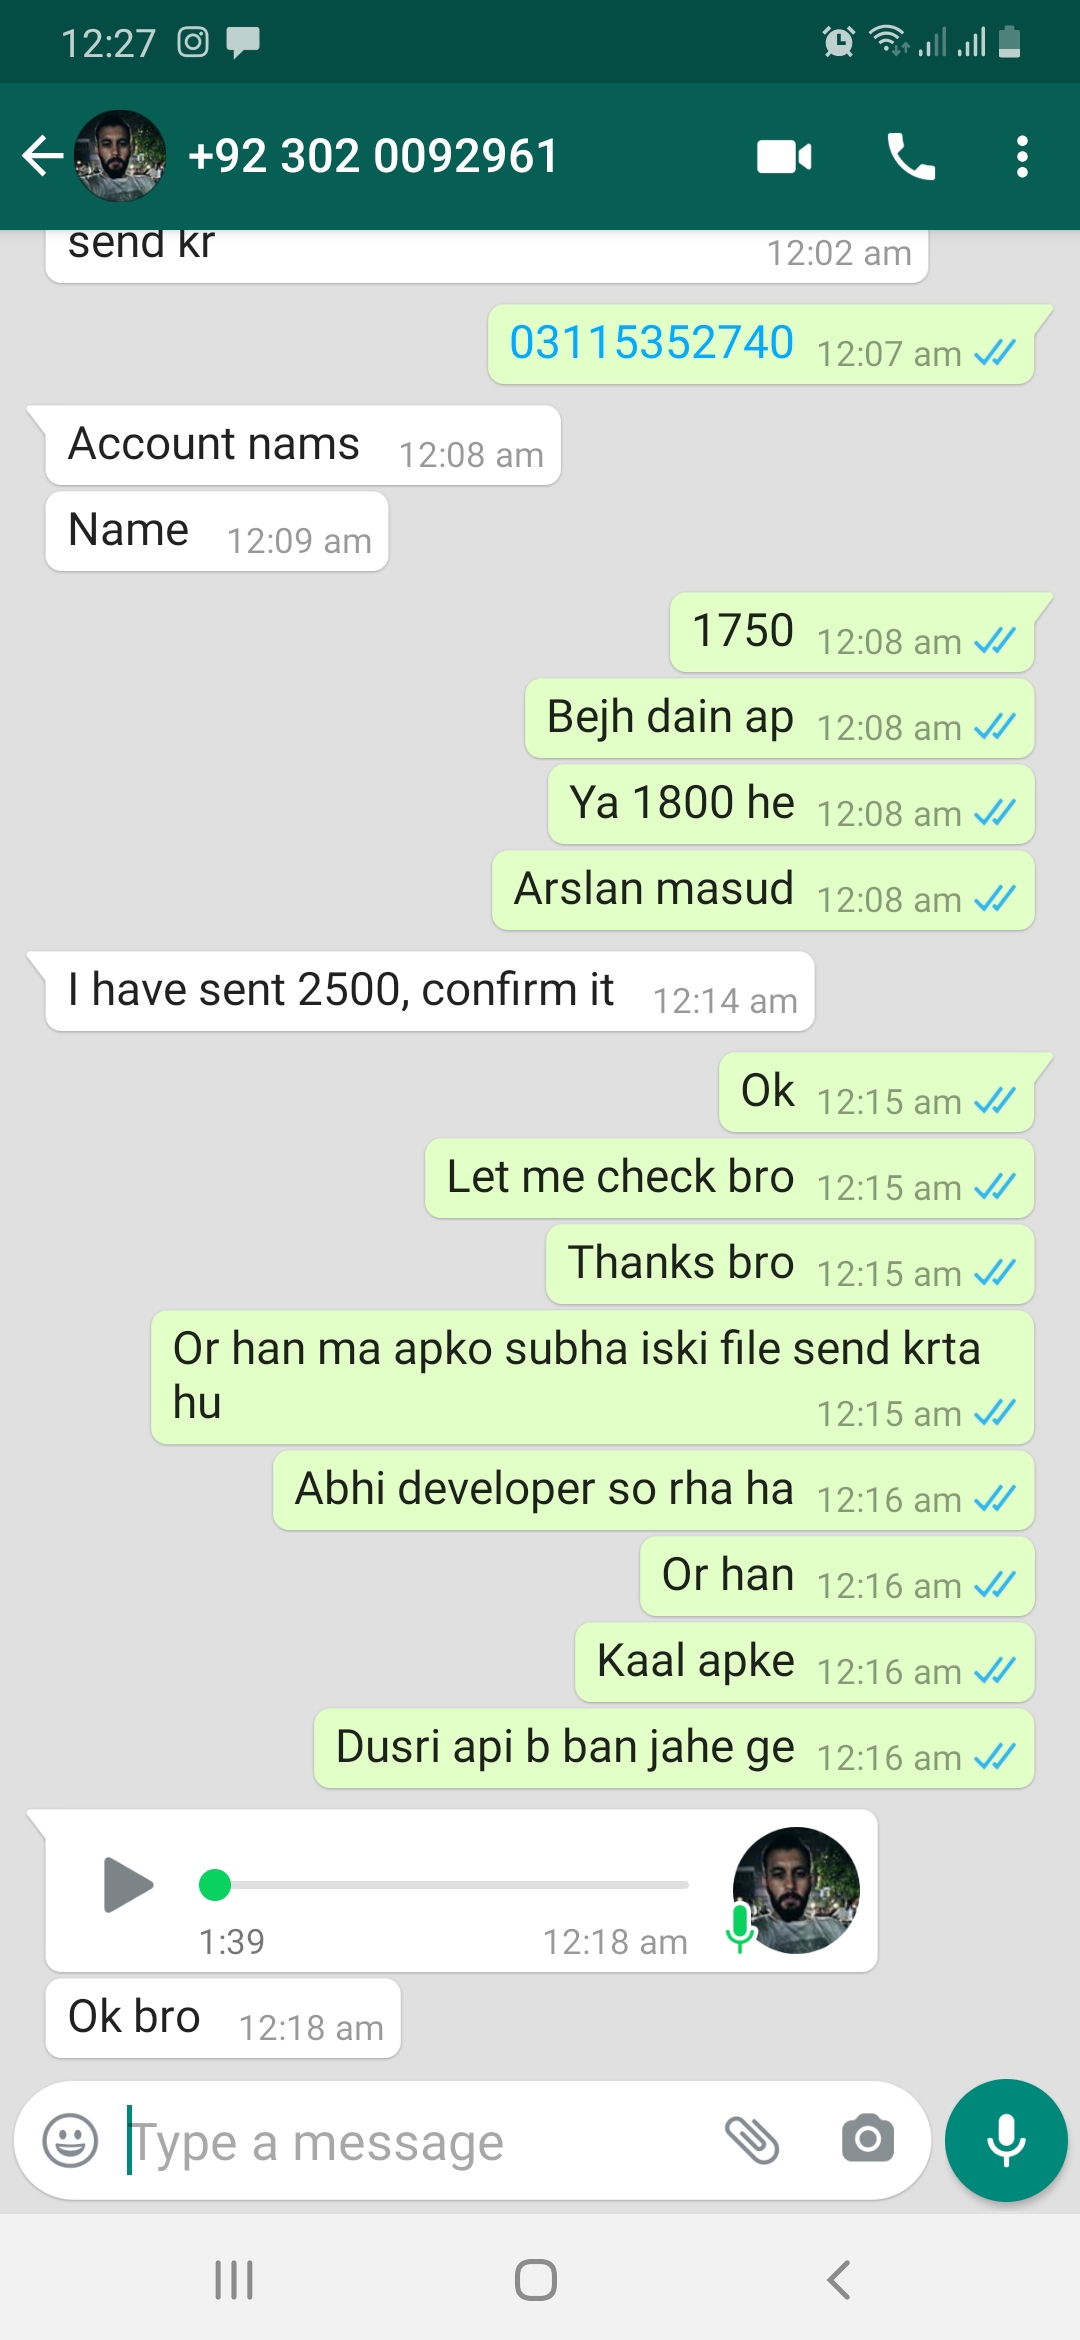 12:27
+92 302 0092961
send kr
12:02 am
03115352740 12:07 am
Account nams 12:08 am
Name 12:09 am
1750 12:08 am
Bejh dain ap 12:08 am
Ya 1800 he 12:08 am
Arslan masud 12:08 am
I have sent 2500, confirm it 12:14 am
Ok 12:15 am
Let me check bro 12:15 am
Thanks bro 12:15 am
Or han ma apko subha iski file send krta
hu 12:15 am
Abhi developer so rha ha 12:16 am
Or han 12:16 am
Kaal apke 12:16 am
Dusri api b ban jahe ge 12:16 am
1:39 12:18 am
Ok bro 12:18 am
Type a message